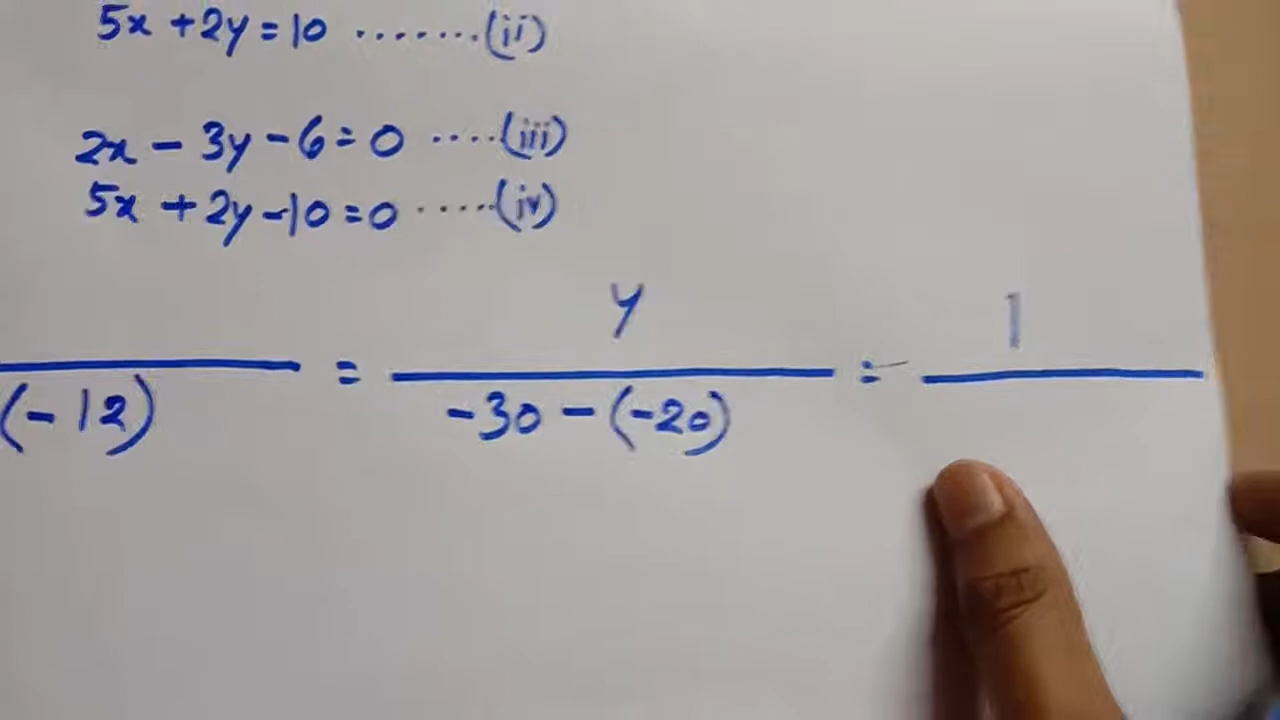 5x + 2y = 10 ........(ii)
2x - 3y - 6 = 0 ....(iii)
5x + 2y - 10 = 0 .....(iv)
y 1
(-12) = -30 - (-20) =